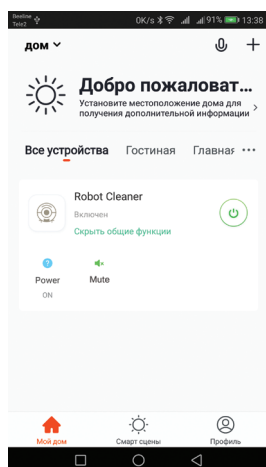 Beeline
Tele2
0K/s
91%
13:38
дом
Добро пожаловат...
Установите местоположение дома для
получения дополнительной информации
Все устройства Гостиная Главная
Robot Cleaner
Включен
Скрыть общие функции
Power Mute
ON
Мой дом Смарт сцены Профиль